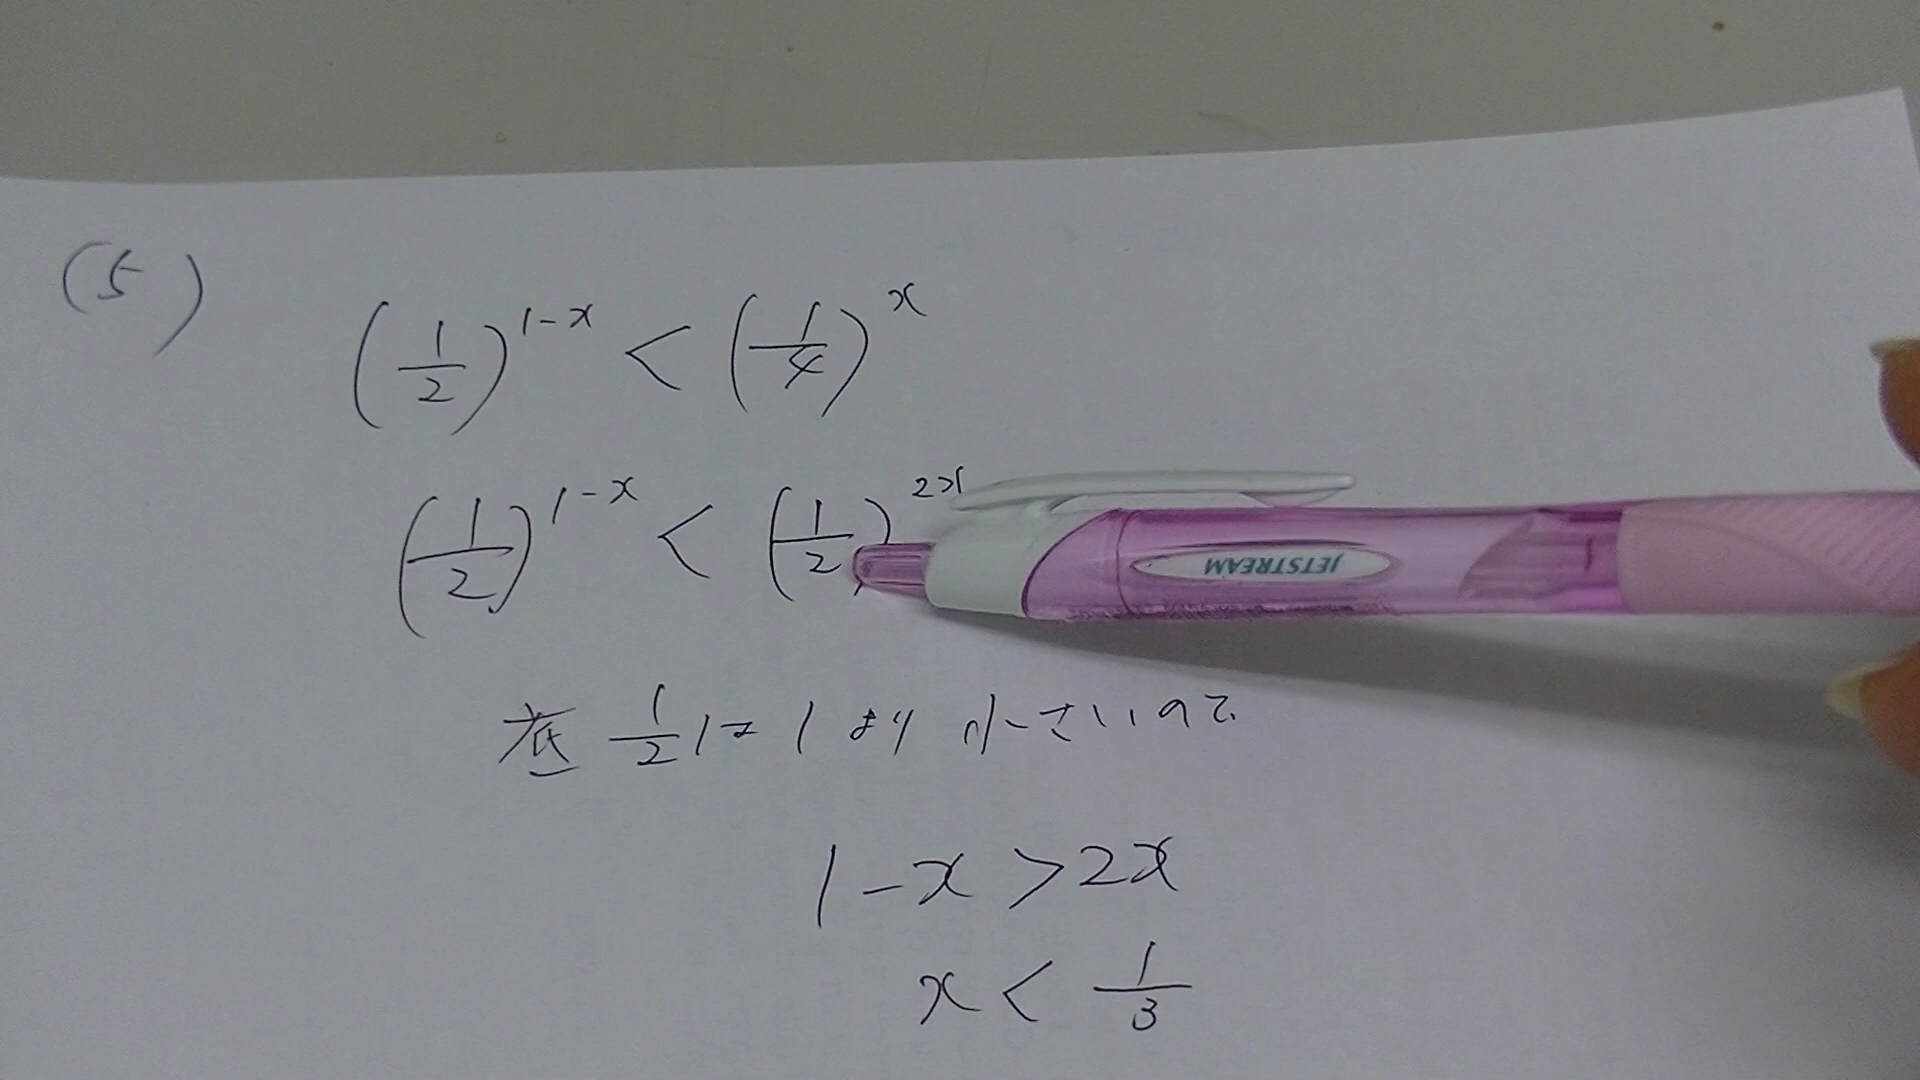 (5)
(1/2)^{1-x} < (1/4)^x
(1/2)^{1-x} < (1/2)^{2x}
JETSTREAM
底 1/2 は 1 より 小さいので
1-x > 2x
x < 1/3